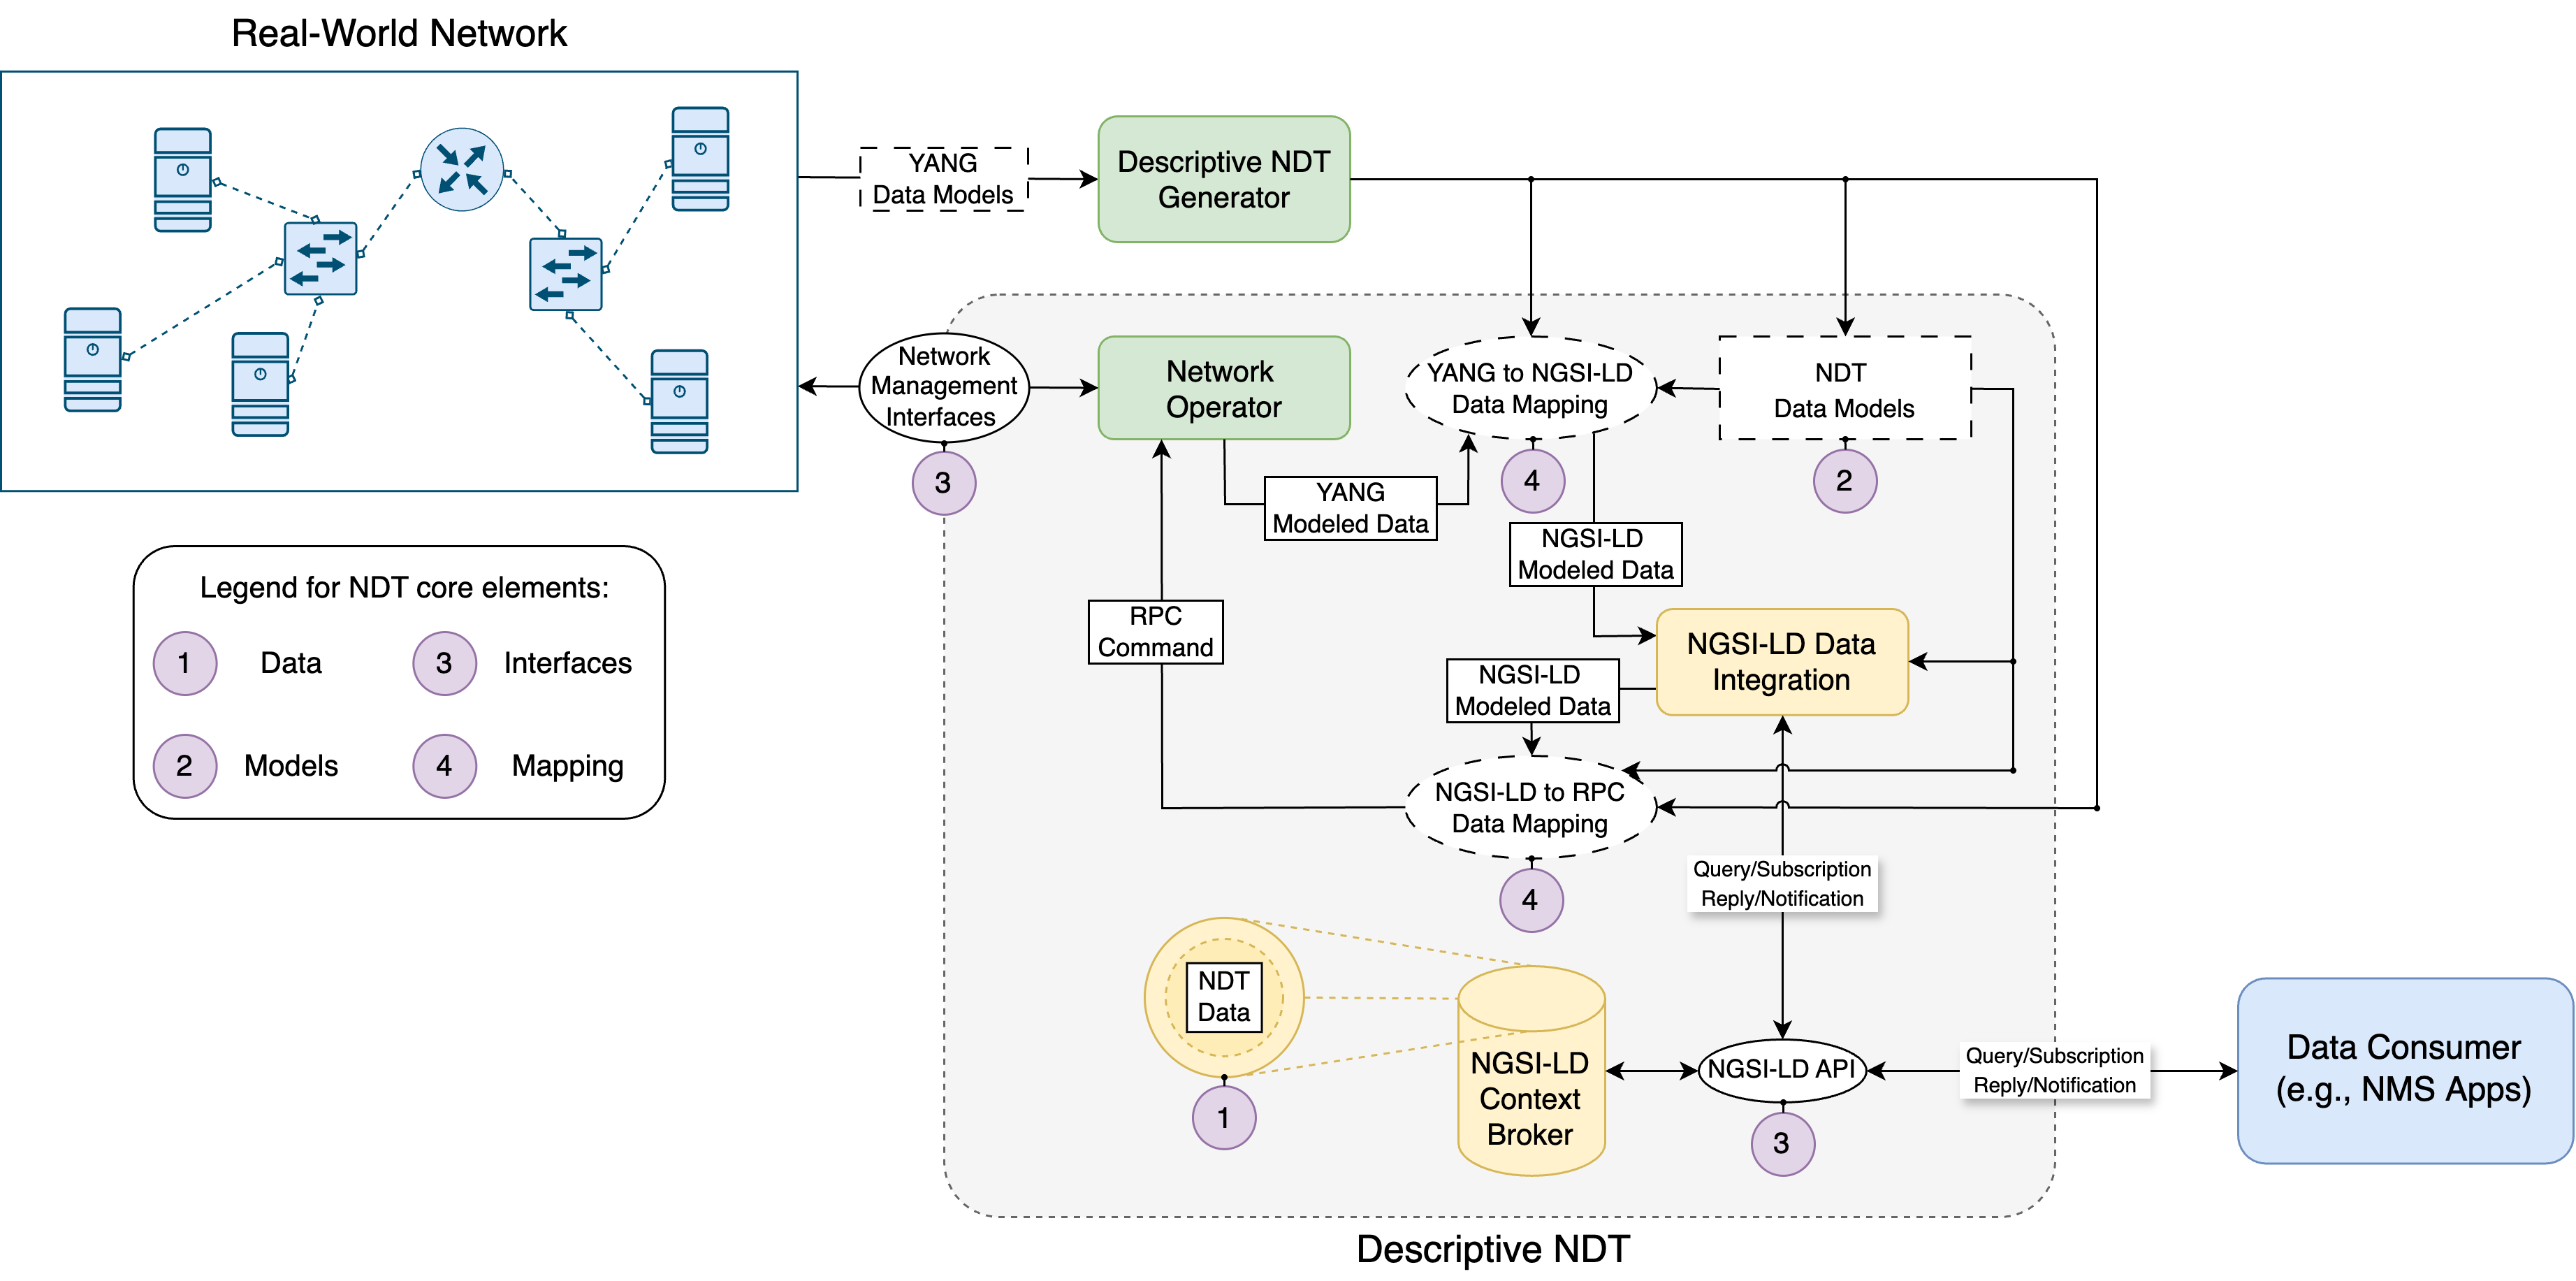 Real-World Network
YANG
Data Models
Descriptive NDT
Generator
Network
Management
Interfaces
3
Network
Operator
YANG to NGSI-LD
Data Mapping
4
NDT
Data Models
2
YANG
Modeled Data
NGSI-LD
Modeled Data
RPC
Command
NGSI-LD Data
Integration
NGSI-LD
Modeled Data
NGSI-LD to RPC
Data Mapping
4
Query/Subscription
Reply/Notification
Legend for NDT core elements:
1
Data
3
Interfaces
2
Models
4
Mapping
NDT
Data
1
NGSI-LD
Context
Broker
NGSI-LD API
3
Query/Subscription
Reply/Notification
Data Consumer
(e.g., NMS Apps)
Descriptive NDT